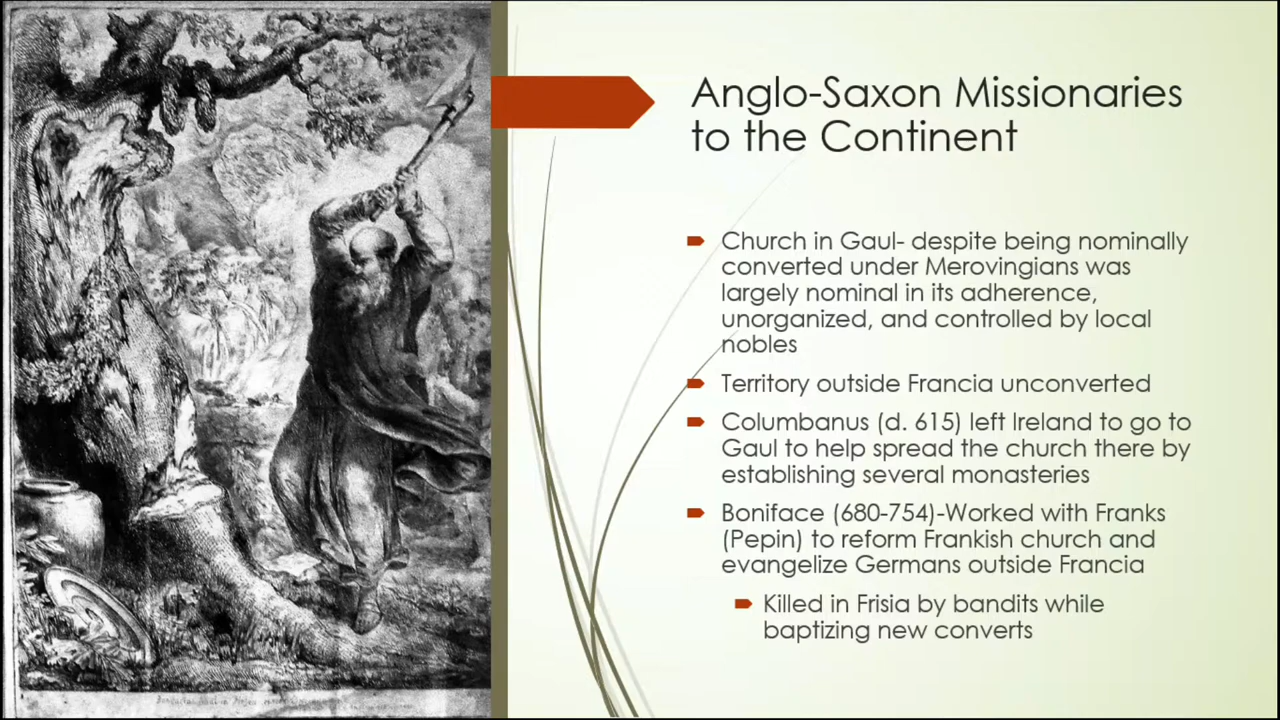 Anglo-Saxon Missionaries
to the Continent
Church in Gaul- despite being nominally
converted under Merovingians was
largely nominal in its adherence,
unorganized, and controlled by local
nobles
Territory outside Francia unconverted
Columbanus (d. 615) left Ireland to go to
Gaul to help spread the church there by
establishing several monasteries
Boniface (680-754)-Worked with Franks
(Pepin) to reform Frankish church and
evangelize Germans outside Francia
Killed in Frisia by bandits while
baptizing new converts